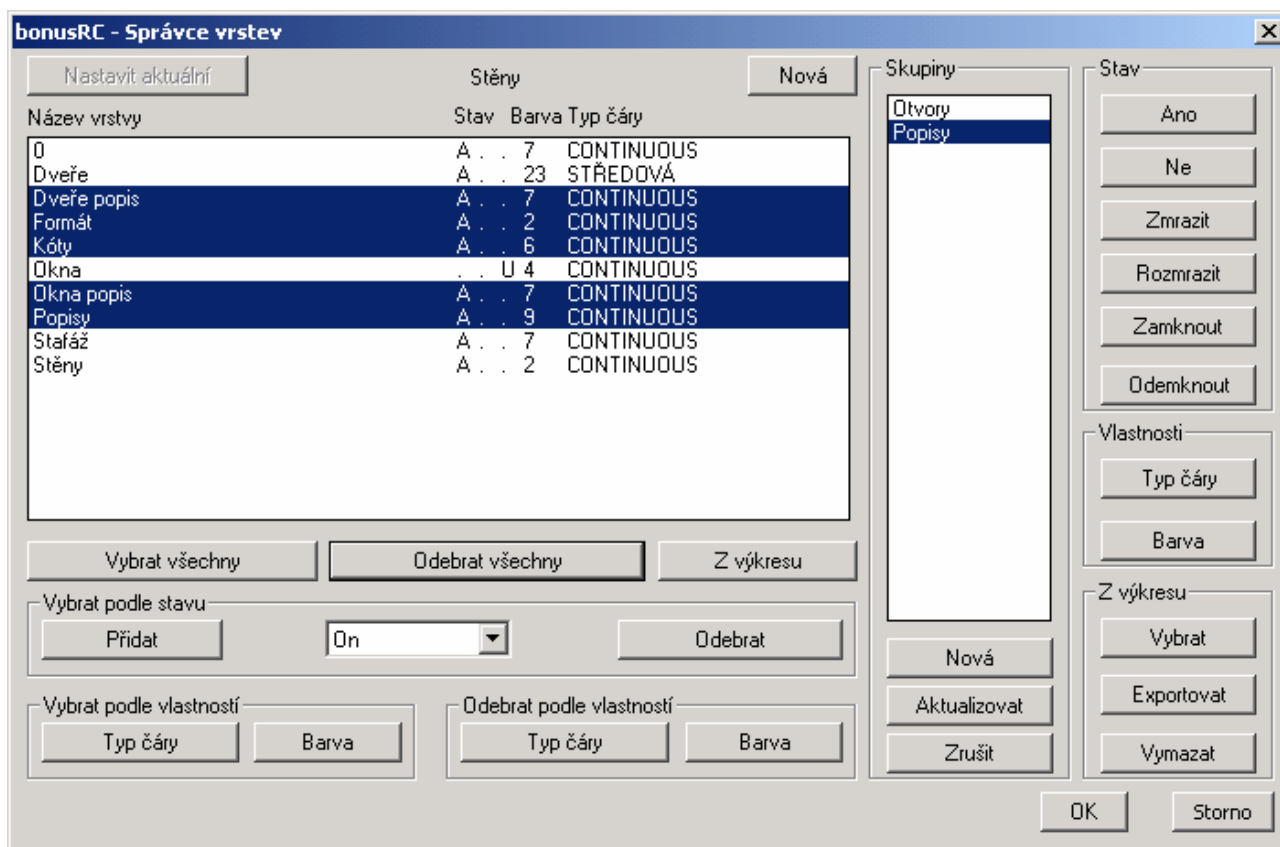 bonusRC - Správce vrstev
Nastavit aktuální Stěny Nová
Název vrstvy Stav Barva Typ čáry
0 A . . 7 CONTINUOUS
Dveře A . . 23 STŘEDOVÁ
Dveře popis A . . 7 CONTINUOUS
Formát A . . 2 CONTINUOUS
Kóty A . . 6 CONTINUOUS
Okna . . U 4 CONTINUOUS
Okna popis A . . 7 CONTINUOUS
Popisy A . . 9 CONTINUOUS
Stafáž A . . 7 CONTINUOUS
Stěny A . . 2 CONTINUOUS
Vybrat všechny Odebrat všechny Z výkresu
Vybrat podle stavu
Přidat On Odebrat
Vybrat podle vlastností
Typ čáry Barva
Odebrat podle vlastností
Typ čáry Barva
Skupiny
Otvory
Popisy
Nová
Aktualizovat
Zrušit
Stav
Ano
Ne
Zmrazit
Rozmrazit
Zamknout
Odemknout
Vlastnosti
Typ čáry
Barva
Z výkresu
Vybrat
Exportovat
Vymazat
OK Storno